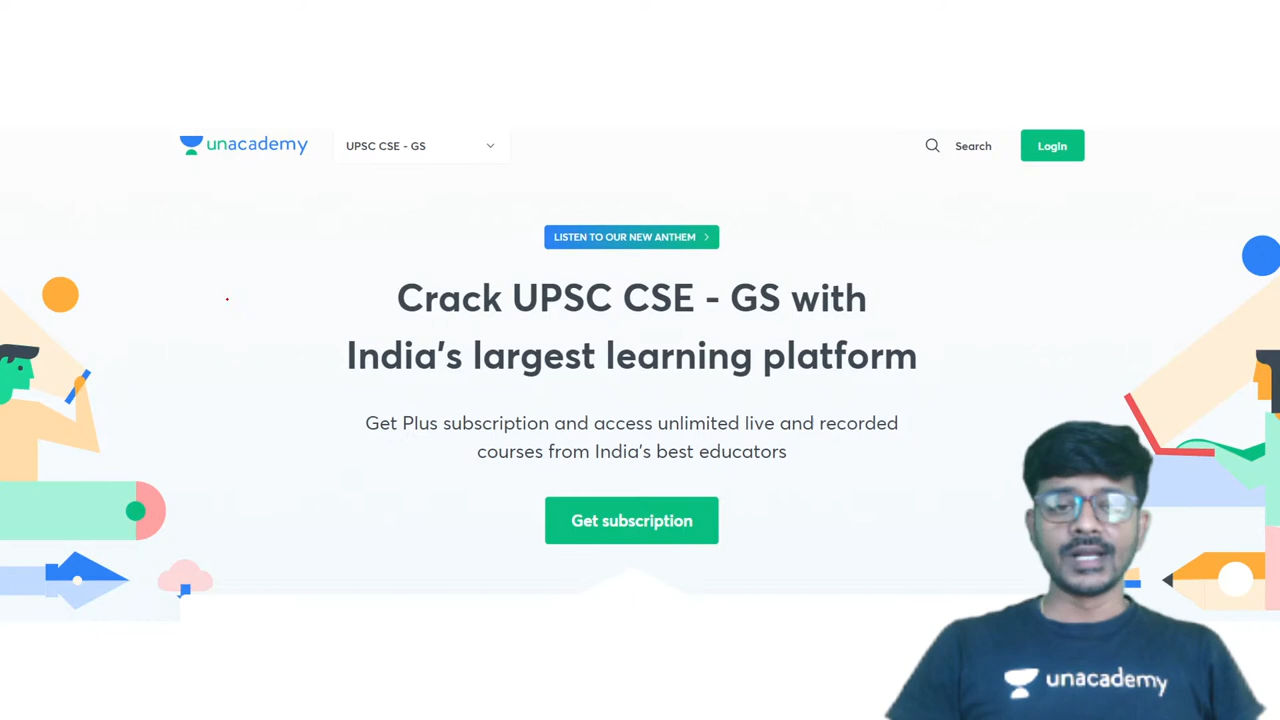 unacademy
UPSC CSE - GS
Search
Login
LISTEN TO OUR NEW ANTHEM
Crack UPSC CSE - GS with
India's largest learning platform
Get Plus subscription and access unlimited live and recorded
courses from India's best educators
Get subscription
unacademy